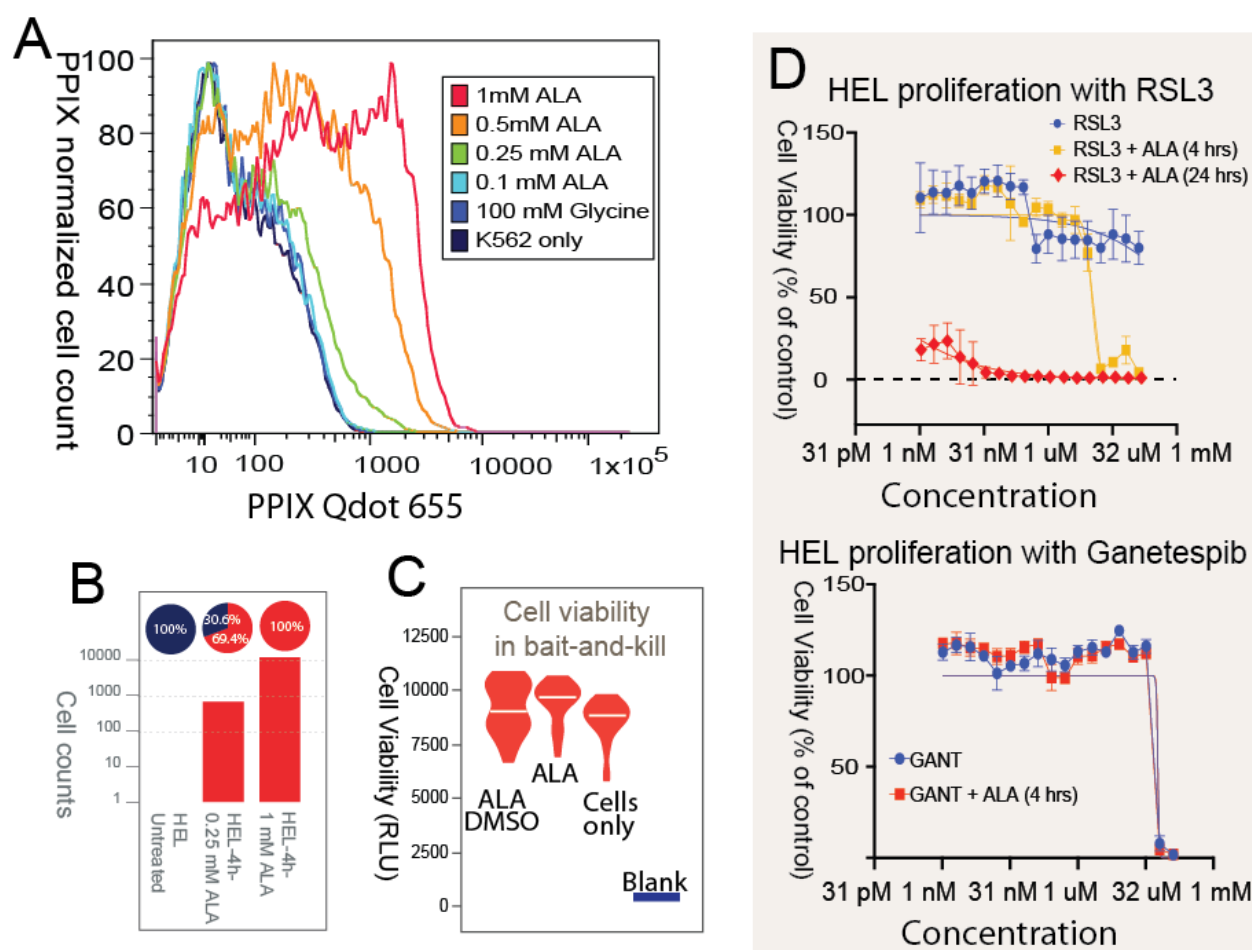 A
PPIX normalized cell count
100
80
60
40
20
0
1mM ALA
0.5mM ALA
0.25 mM ALA
0.1 mM ALA
100 mM Glycine
K562 only
10 100 1000 10000 1x10⁵
PPIX Qdot 655
B
100%
30.6%
69.4%
100%
Cell counts
10000
1000
100
10
1
HEL
Untreated
HEL-4h-
0.25 mM ALA
HEL-4h-
1 mM ALA
C
Cell viability
in bait-and-kill
Cell Viability (RLU)
12500
10000
7500
5000
2500
0
ALA
DMSO
ALA
Cells
only
Blank
D
HEL proliferation with RSL3
Cell Viability (% of control)
150
100
50
0
RSL3
RSL3 + ALA (4 hrs)
RSL3 + ALA (24 hrs)
31 pM 1 nM 31 nM 1 uM 32 uM 1 mM
Concentration
HEL proliferation with Ganetespib
Cell Viability (% of control)
150
100
50
GANT
GANT + ALA (4 hrs)
31 pM 1 nM 31 nM 1 uM 32 uM 1 mM
Concentration